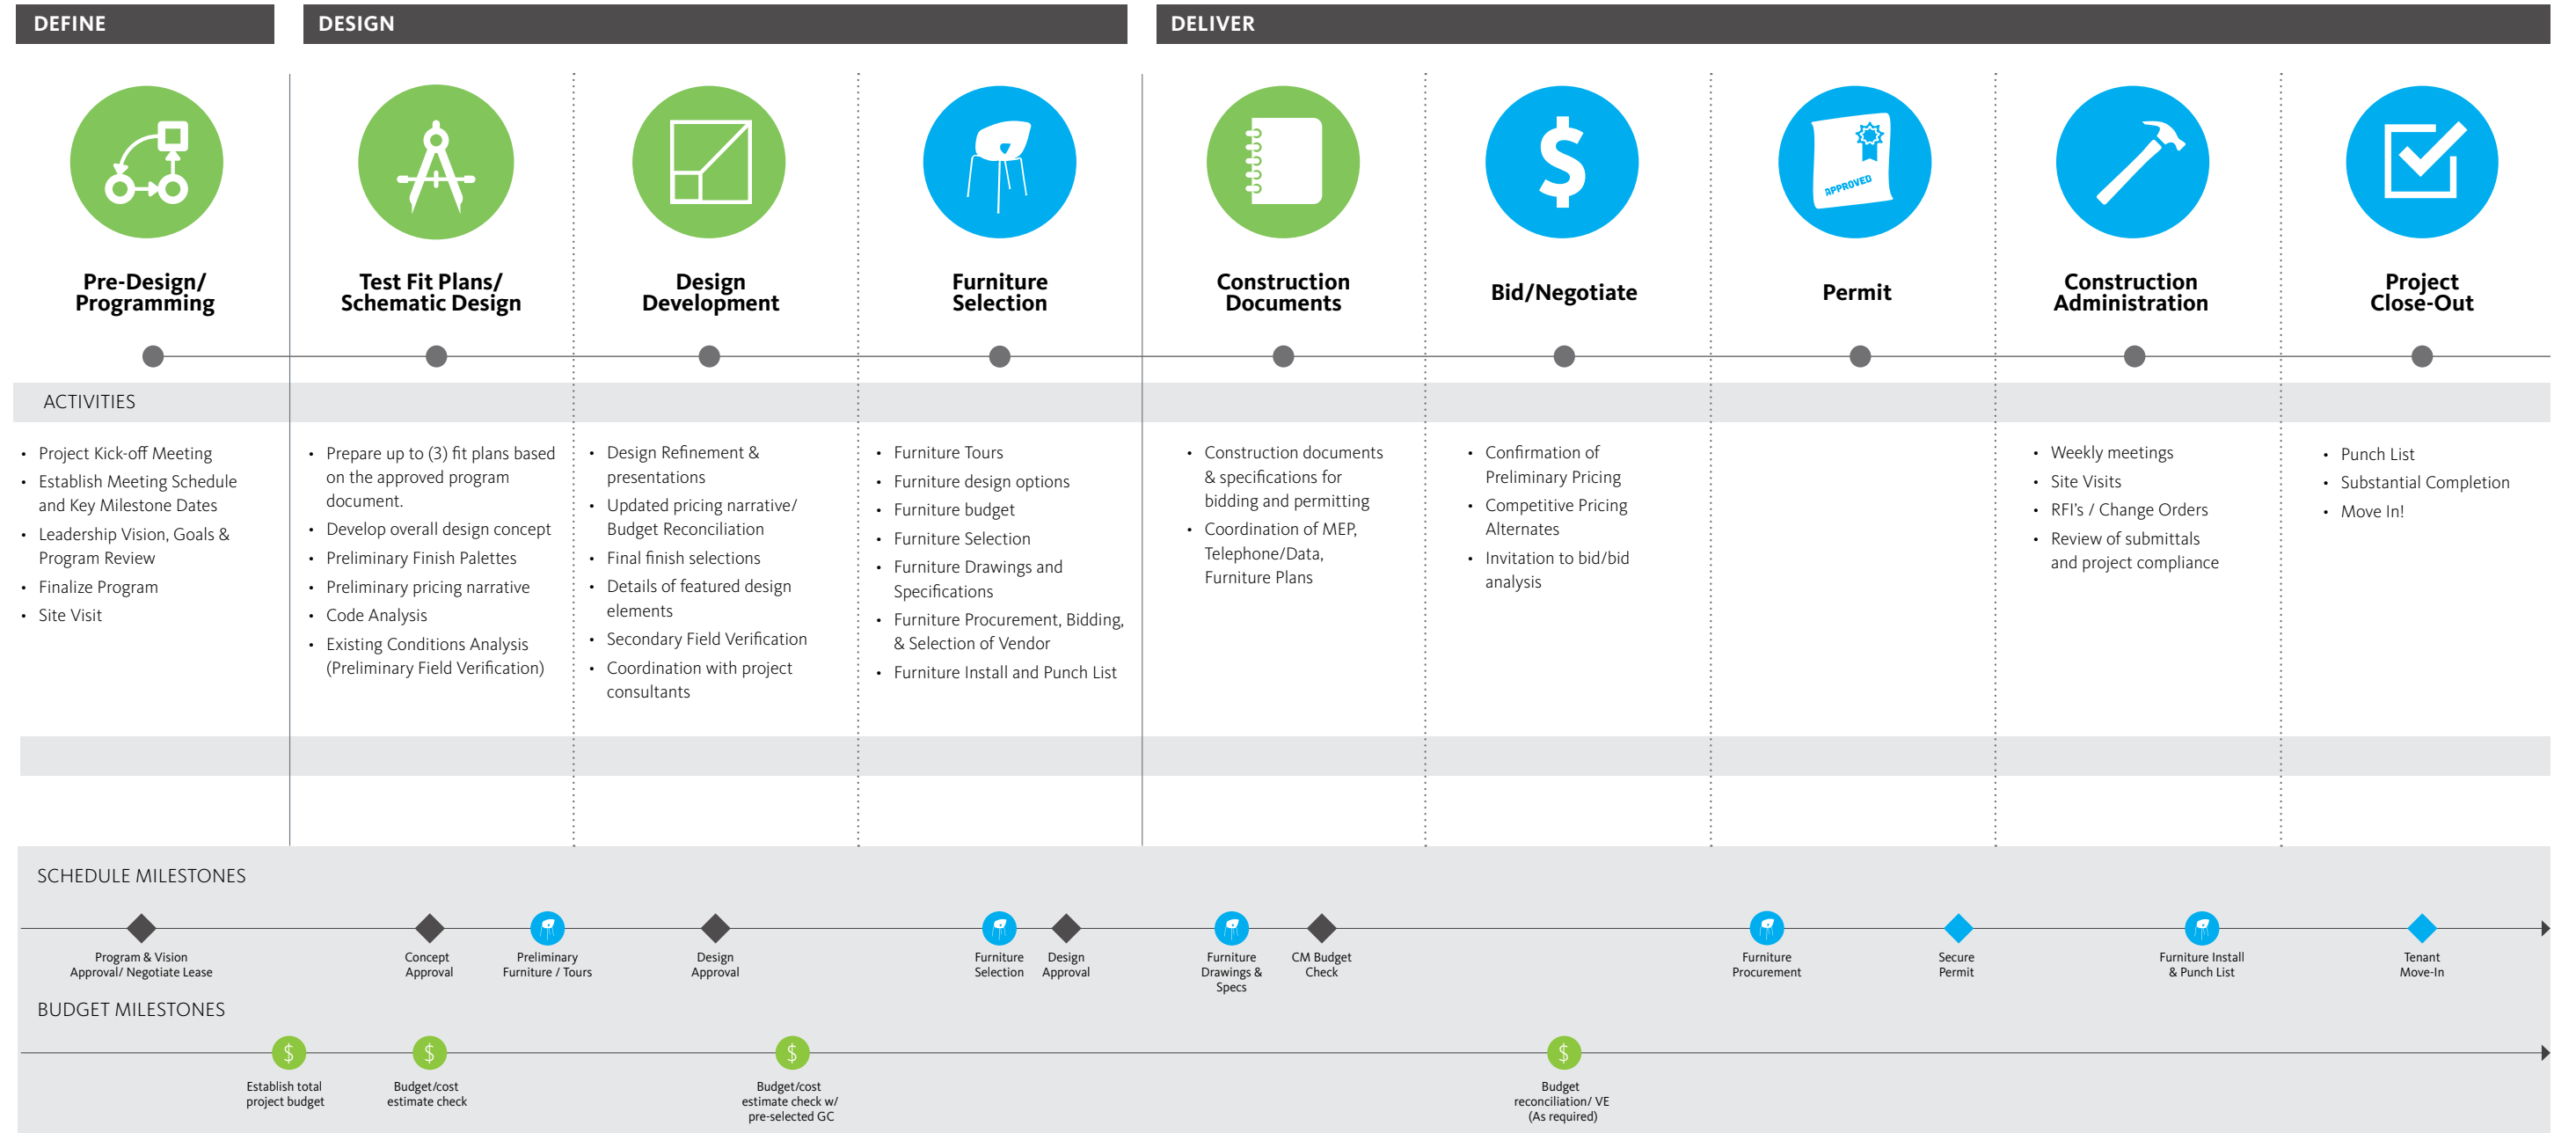 DEFINE
DESIGN
DELIVER
APPROVED
Pre-Design/
Programming
Test Fit Plans/
Schematic Design
Design
Development
Furniture
Selection
Construction
Documents
Bid/Negotiate
Permit
Construction
Administration
Project
Close-Out
ACTIVITIES
• Project Kick-off Meeting
• Establish Meeting Schedule
and Key Milestone Dates
• Leadership Vision, Goals &
Program Review
• Finalize Program
• Site Visit
• Prepare up to (3) fit plans based
on the approved program
document.
• Develop overall design concept
• Preliminary Finish Palettes
• Preliminary pricing narrative
• Code Analysis
• Existing Conditions Analysis
(Preliminary Field Verification)
• Design Refinement &
presentations
• Updated pricing narrative/
Budget Reconciliation
• Final finish selections
• Details of featured design
elements
• Secondary Field Verification
• Coordination with project
consultants
• Furniture Tours
• Furniture design options
• Furniture budget
• Furniture Selection
• Furniture Drawings and
Specifications
• Furniture Procurement, Bidding,
& Selection of Vendor
• Furniture Install and Punch List
• Construction documents
& specifications for
bidding and permitting
• Coordination of MEP,
Telephone/Data,
Furniture Plans
• Confirmation of
Preliminary Pricing
• Competitive Pricing
Alternates
• Invitation to bid/bid
analysis
• Weekly meetings
• Site Visits
• RFI's / Change Orders
• Review of submittals
and project compliance
• Punch List
• Substantial Completion
• Move In!
SCHEDULE MILESTONES
Program & Vision
Approval/ Negotiate Lease
Concept
Approval
Preliminary
Furniture / Tours
Design
Approval
Furniture
Selection
Design
Approval
Furniture
Drawings &
Specs
CM Budget
Check
Furniture
Procurement
Secure
Permit
Furniture Install
& Punch List
Tenant
Move-In
BUDGET MILESTONES
Establish total
project budget
Budget/cost
estimate check
Budget/cost
estimate check w/
pre-selected GC
Budget
reconciliation/ VE
(As required)